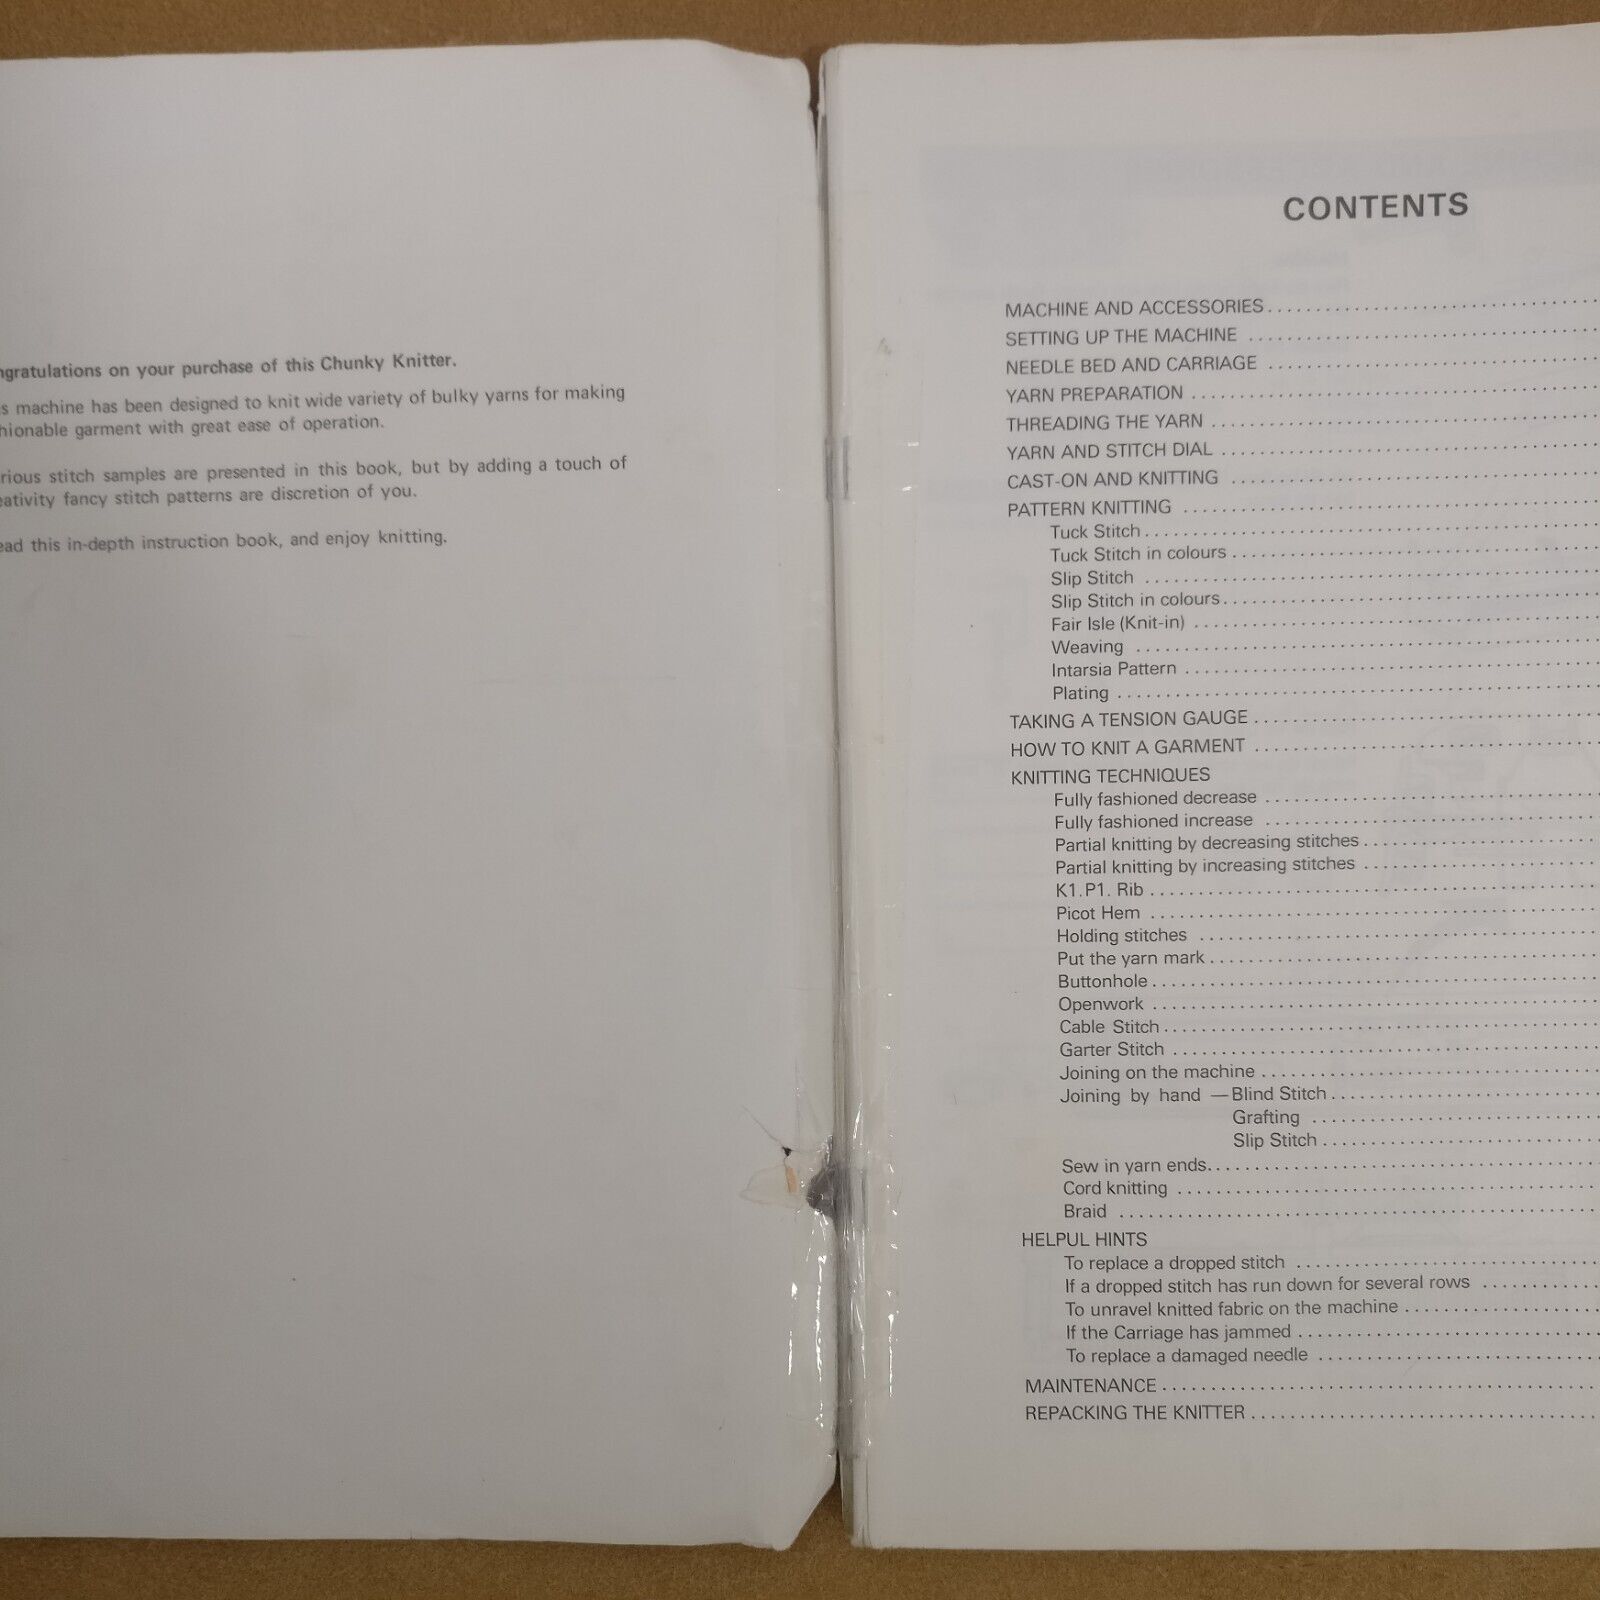 ngratulations on your purchase of this Chunky Knitter.
s machine has been designed to knit wide variety of bulky yarns for making
hionable garment with great ease of operation.
rious stitch samples are presented in this book, but by adding a touch of
eativity fancy stitch patterns are discretion of you.
ead this in-depth instruction book, and enjoy knitting.
CONTENTS
MACHINE AND ACCESSORIES
SETTING UP THE MACHINE
NEEDLE BED AND CARRIAGE
YARN PREPARATION
THREADING THE YARN
YARN AND STITCH DIAL
CAST-ON AND KNITTING
PATTERN KNITTING
Tuck Stitch
Tuck Stitch in colours
Slip Stitch
Slip Stitch in colours
Fair Isle (Knit-in)
Weaving
Intarsia Pattern
Plating
TAKING A TENSION GAUGE
HOW TO KNIT A GARMENT
KNITTING TECHNIQUES
Fully fashioned decrease
Fully fashioned increase
Partial knitting by decreasing stitches
Partial knitting by increasing stitches
K1.P1. Rib
Picot Hem
Holding stitches
Put the yarn mark
Buttonhole
Openwork
Cable Stitch
Garter Stitch
Joining on the machine
Joining by hand — Blind Stitch
Grafting
Slip Stitch
Sew in yarn ends
Cord knitting
Braid
HELPUL HINTS
To replace a dropped stitch
If a dropped stitch has run down for several rows
To unravel knitted fabric on the machine
If the Carriage has jammed
To replace a damaged needle
MAINTENANCE
REPACKING THE KNITTER